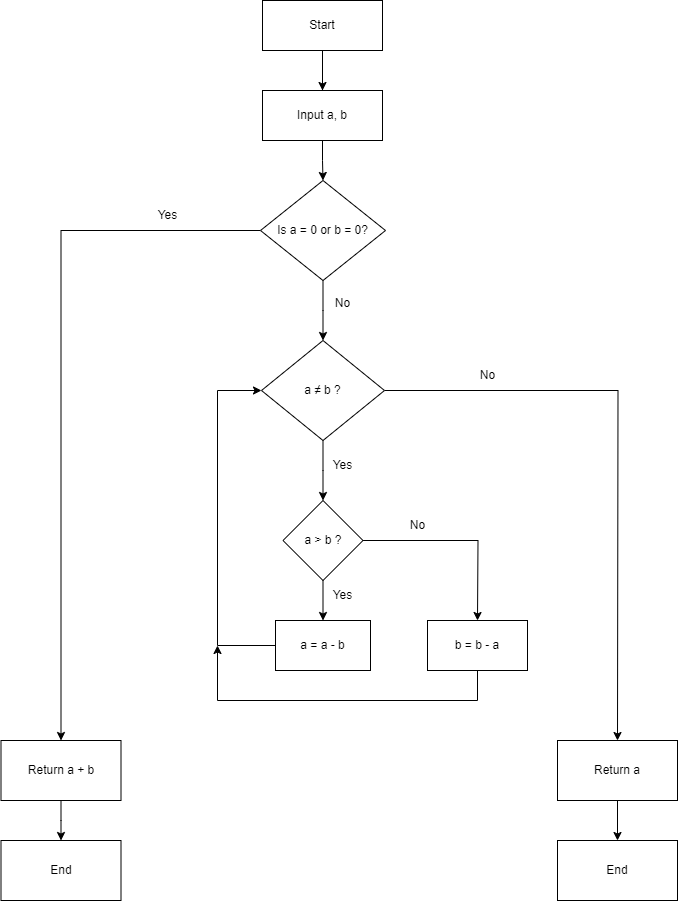 Start
Input a, b
Yes
Is a = 0 or b = 0?
No
a ≠ b ?
No
Yes
a > b ?
No
Yes
a = a - b
b = b - a
Return a + b
Return a
End
End